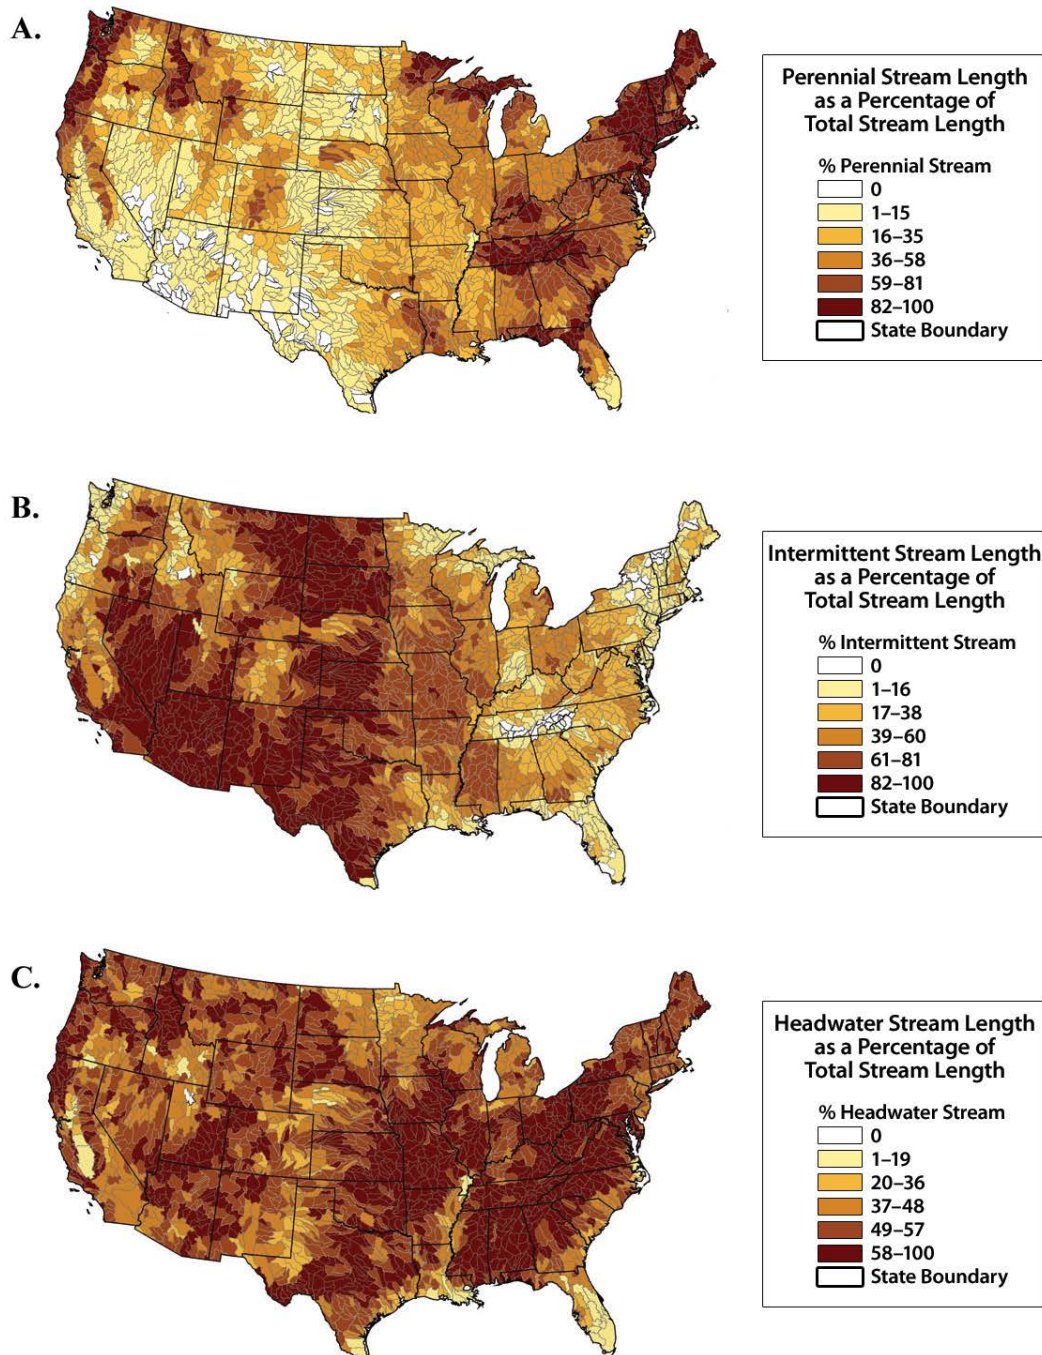 A.
Perennial Stream Length
as a Percentage of
Total Stream Length
% Perennial Stream
0
1–15
16–35
36–58
59–81
82–100
State Boundary
B.
Intermittent Stream Length
as a Percentage of
Total Stream Length
% Intermittent Stream
0
1–16
17–38
39–60
61–81
82–100
State Boundary
C.
Headwater Stream Length
as a Percentage of
Total Stream Length
% Headwater Stream
0
1–19
20–36
37–48
49–57
58–100
State Boundary